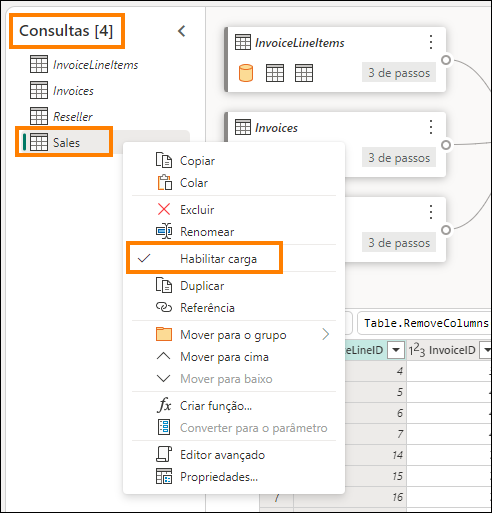 Consultas [4]
InvoiceLineItems
Invoices
Reseller
Sales
InvoiceLineItems
3 de passos
Invoices
3 de passos
3 de passos
Copiar
Colar
Excluir
Renomear
Habilitar carga
Duplicar
Referência
Mover para o grupo
Mover para cima
Mover para baixo
Criar função...
Converter para o parâmetro
Editor avançado
Propriedades...
Table.RemoveColumns
eLineID
1²3 InvoiceID
4
5
6
7
14
15
7
16